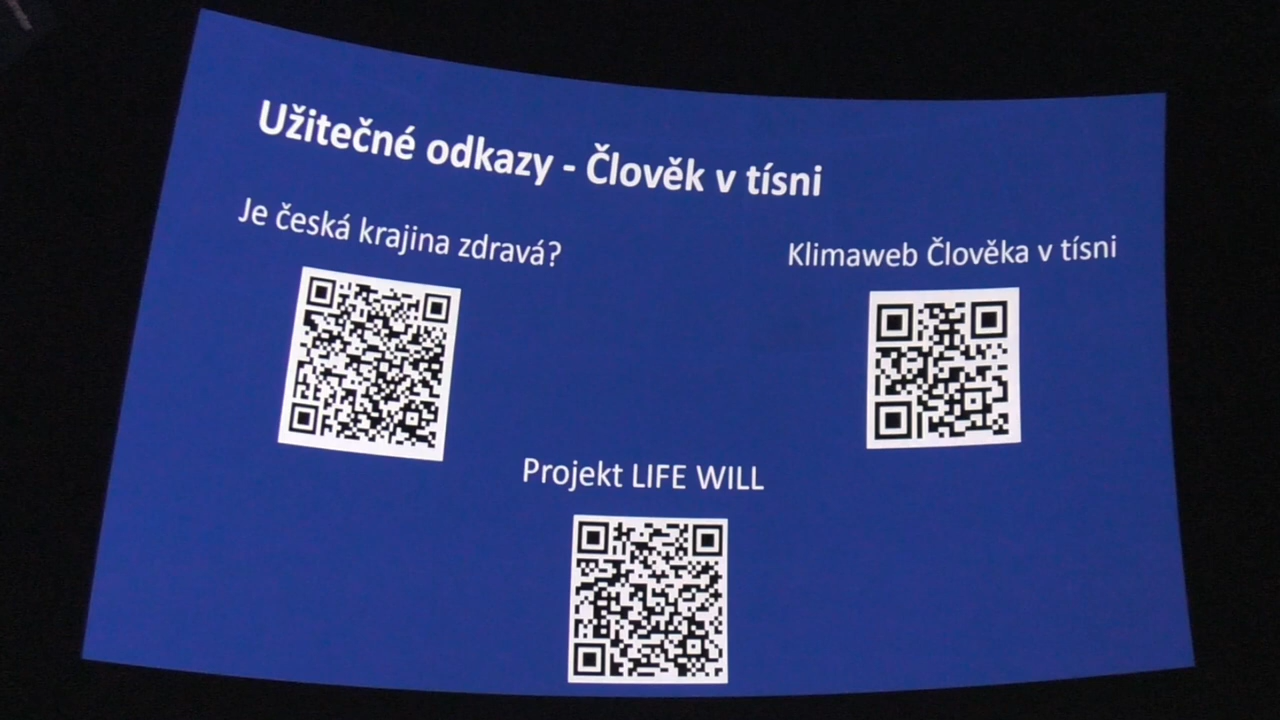 Užitečné odkazy - Člověk v tísni
Je česká krajina zdravá?
Klimaweb Člověka v tísni
Projekt LIFE WILL